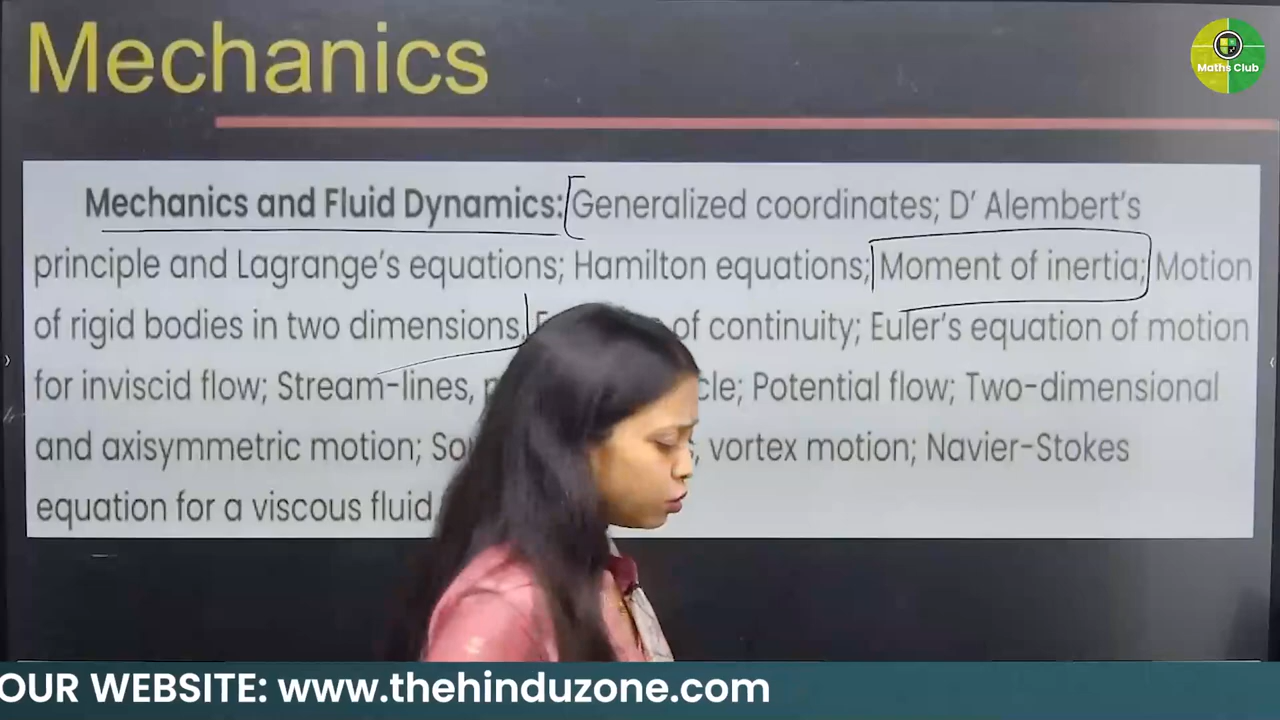 Mechanics
Maths Club
Mechanics and Fluid Dynamics: Generalized coordinates; D' Alembert's
principle and Lagrange's equations; Hamilton equations; Moment of inertia; Motion
of rigid bodies in two dimensions. of continuity; Euler's equation of motion
for inviscid flow; Stream-lines, Potential flow; Two-dimensional
and axisymmetric motion; vortex motion; Navier-Stokes
equation for a viscous fluid
OUR WEBSITE: www.thehinduzone.com